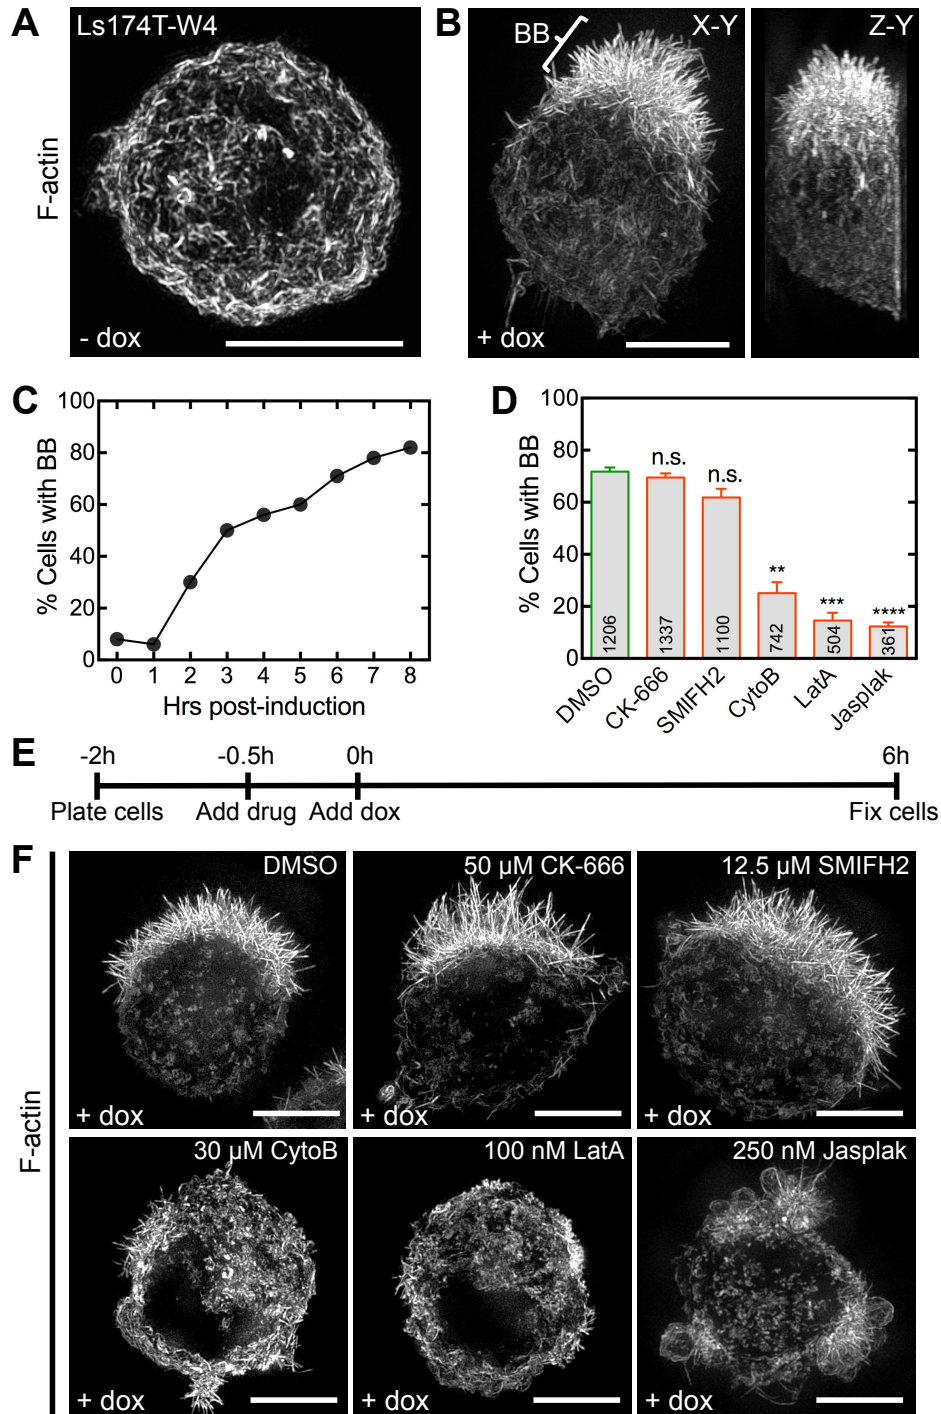 A
Ls174T-W4
F-actin
- dox
B
BB
X-Y
Z-Y
+ dox
C
% Cells with BB
100
80
60
40
20
0
0 1 2 3 4 5 6 7 8
Hrs post-induction
D
% Cells with BB
100
80
60
40
20
0
n.s.
n.s.
**
***
****
1206
1337
1100
742
504
361
DMSO
CK-666
SMIFH2
CytoB
LatA
Jasplak
E
-2h -0.5h 0h 6h
Plate cells Add drug Add dox Fix cells
F
F-actin
DMSO
+ dox
50 µM CK-666
+ dox
12.5 µM SMIFH2
+ dox
30 µM CytoB
+ dox
100 nM LatA
+ dox
250 nM Jasplak
+ dox